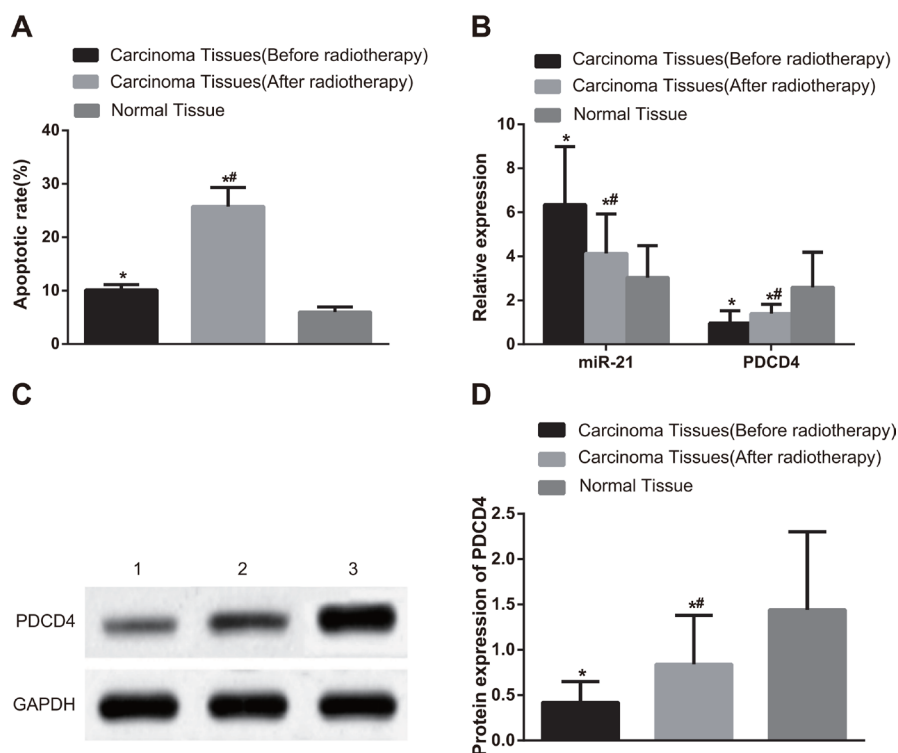 A
Carcinoma Tissues(Before radiotherapy)
Carcinoma Tissues(After radiotherapy)
Normal Tissue
Apoptotic rate(%)
40
30
20
10
0
*
*#
B
Carcinoma Tissues(Before radiotherapy)
Carcinoma Tissues(After radiotherapy)
Normal Tissue
Relative expression
10
8
6
4
2
0
*
*#
*
*#
miR-21 PDCD4
C
1 2 3
PDCD4
GAPDH
D
Carcinoma Tissues(Before radiotherapy)
Carcinoma Tissues(After radiotherapy)
Normal Tissue
Protein expression of PDCD4
2.5
2.0
1.5
1.0
0.5
0.0
*
*#